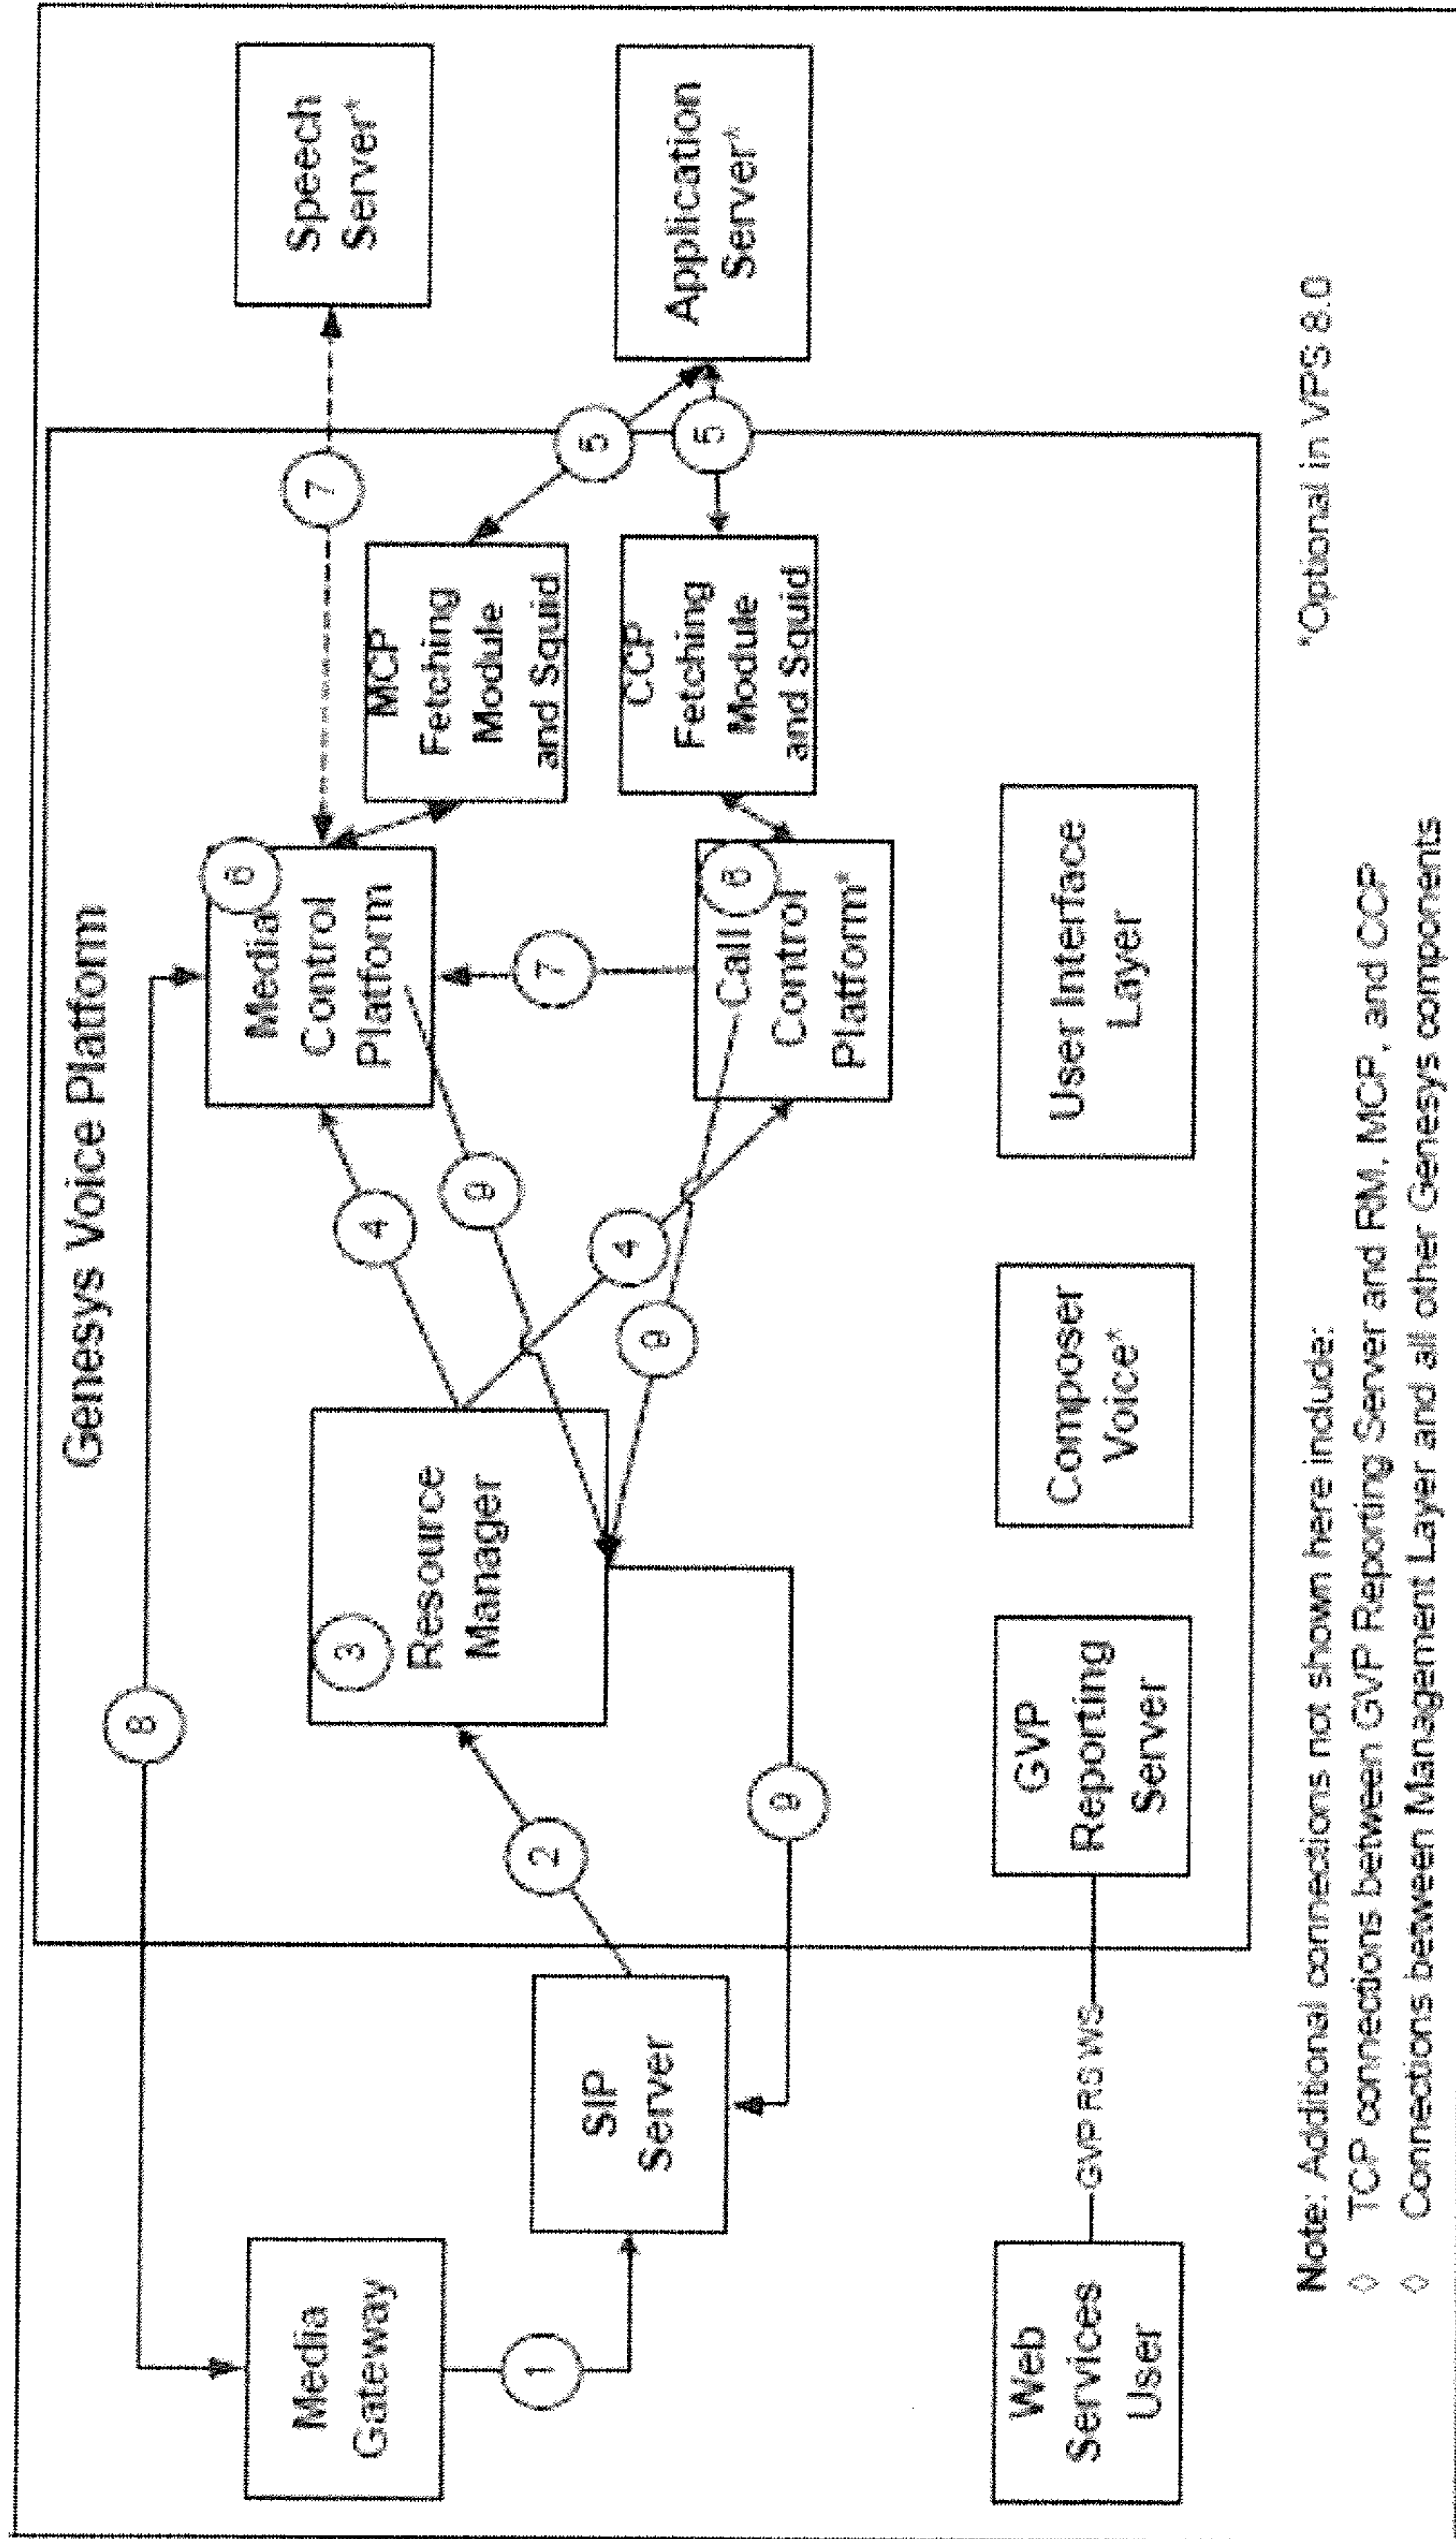 Genesys Voice Platform
8
Media
Gateway
1
SIP
Server
2
3
Resource
Manager
4
9
4
9
9
6
Media
Control
Platform
7
6
Call
Control
Platform*
7
MCP
Fetching
Module
and Squid
CCP
Fetching
Module
and Squid
5
5
Speech
Server*
Application
Server*
Web
Services
User
GVP RS WS
GVP
Reporting
Server
Composer
Voice*
User Interface
Layer
Note: Additional connections not shown here include:
*Optional in VPS 8.0
◊ TCP connections between GVP Reporting Server and RM, MCP, and CCP
◊ Connections between Management Layer and all other Genesys components